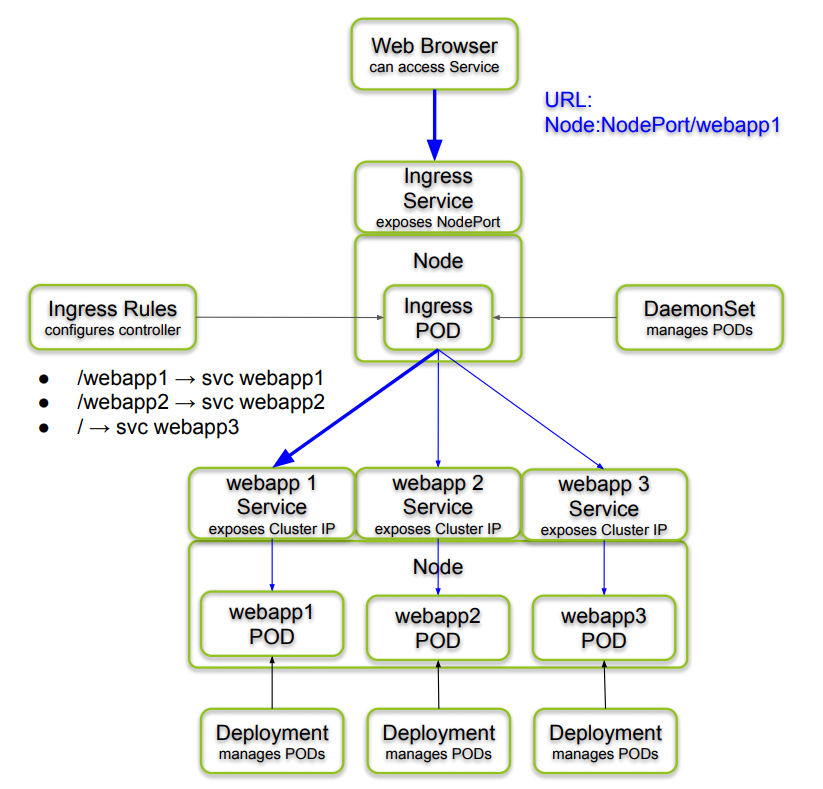 Web Browser
can access Service
URL:
Node:NodePort/webapp1
Ingress
Service
exposes NodePort
Node
Ingress Rules
configures controller
Ingress
POD
DaemonSet
manages PODs
● /webapp1 → svc webapp1
● /webapp2 → svc webapp2
● / → svc webapp3
webapp 1
Service
exposes Cluster IP
webapp 2
Service
exposes Cluster IP
webapp 3
Service
exposes Cluster IP
Node
webapp1
POD
webapp2
POD
webapp3
POD
Deployment
manages PODs
Deployment
manages PODs
Deployment
manages PODs